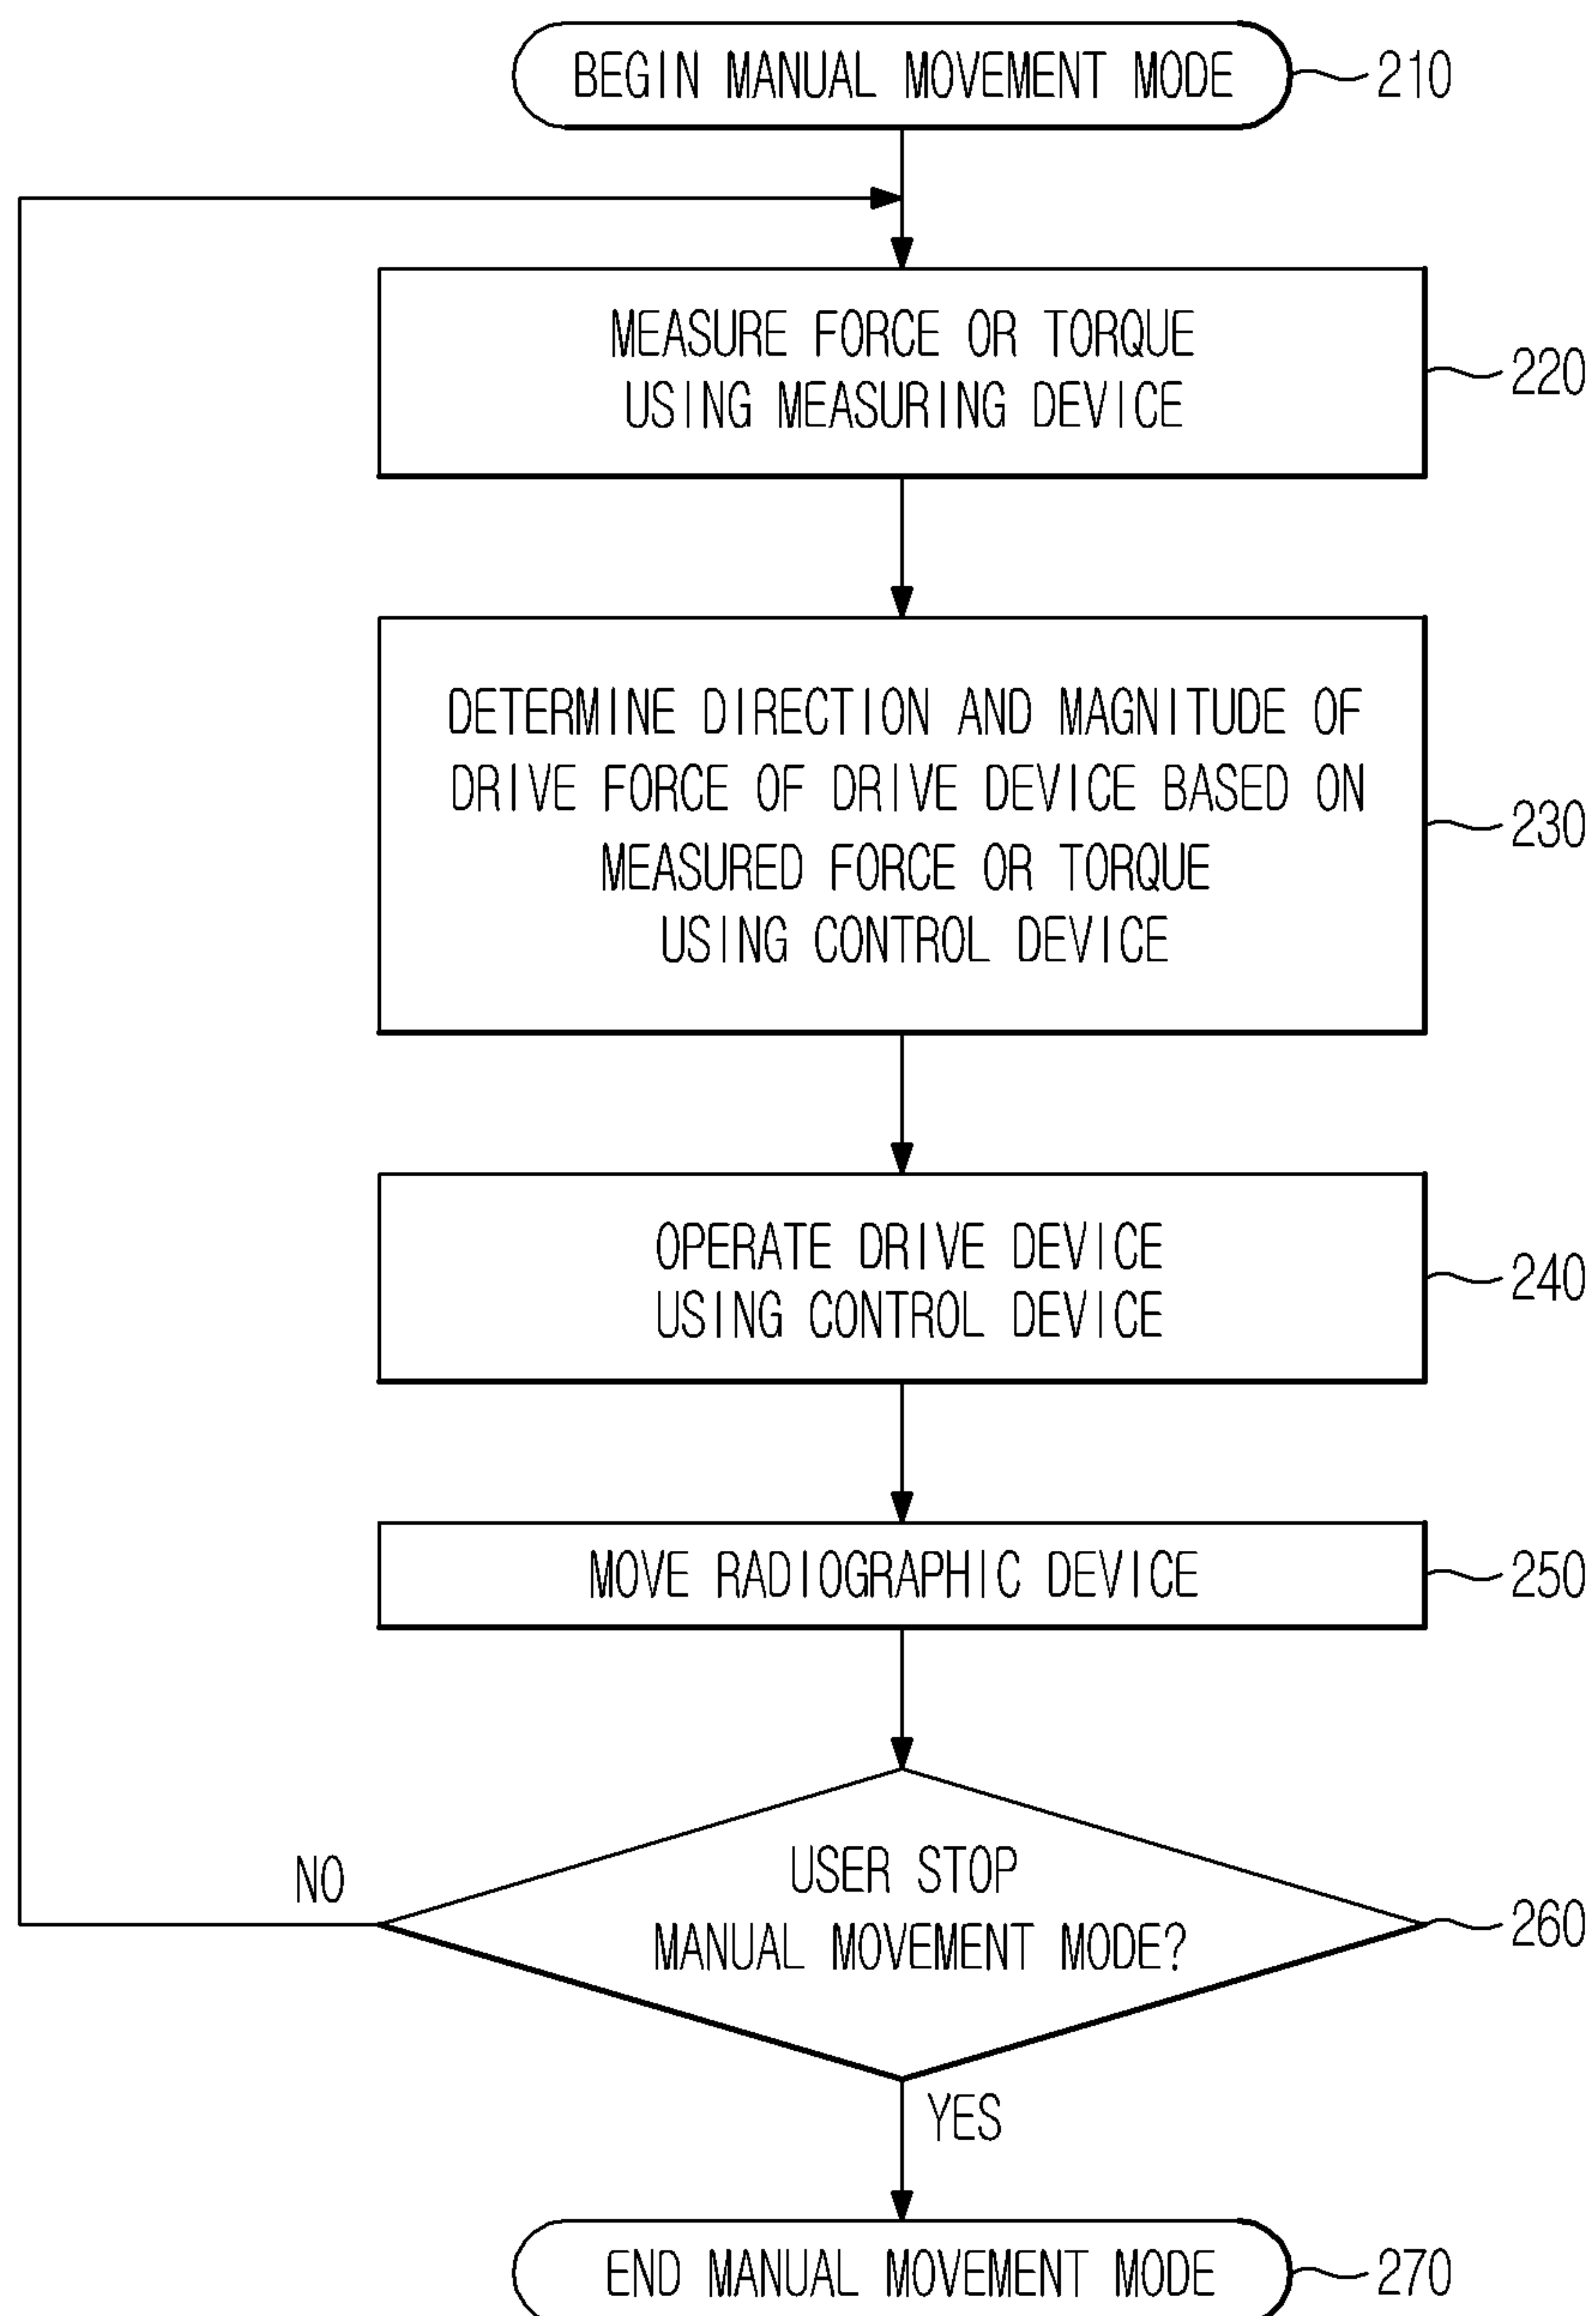 BEGIN MANUAL MOVEMENT MODE
210
MEASURE FORCE OR TORQUE
USING MEASURING DEVICE
220
DETERMINE DIRECTION AND MAGNITUDE OF
DRIVE FORCE OF DRIVE DEVICE BASED ON
MEASURED FORCE OR TORQUE
USING CONTROL DEVICE
230
OPERATE DRIVE DEVICE
USING CONTROL DEVICE
240
MOVE RADIOGRAPHIC DEVICE
250
USER STOP
MANUAL MOVEMENT MODE?
260
NO
YES
END MANUAL MOVEMENT MODE
270